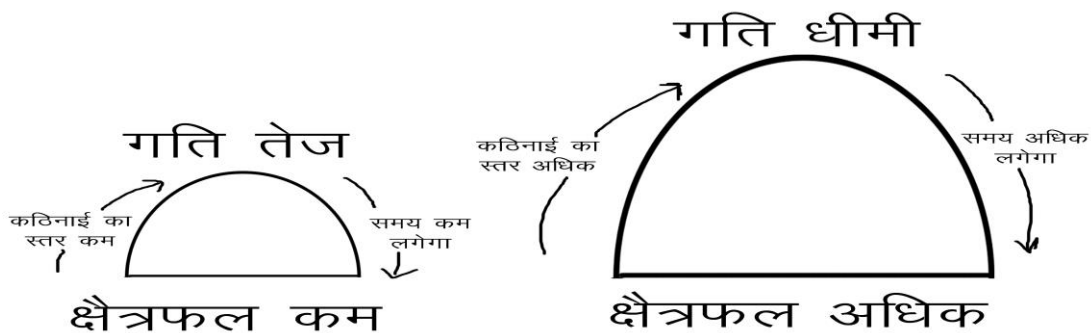 गति तेज
कठिनाई का
स्तर कम
समय कम
लगेगा
क्षैत्रफल कम
गति धीमी
कठिनाई का
स्तर अधिक
समय अधिक
लगेगा
क्षैत्रफल अधिक